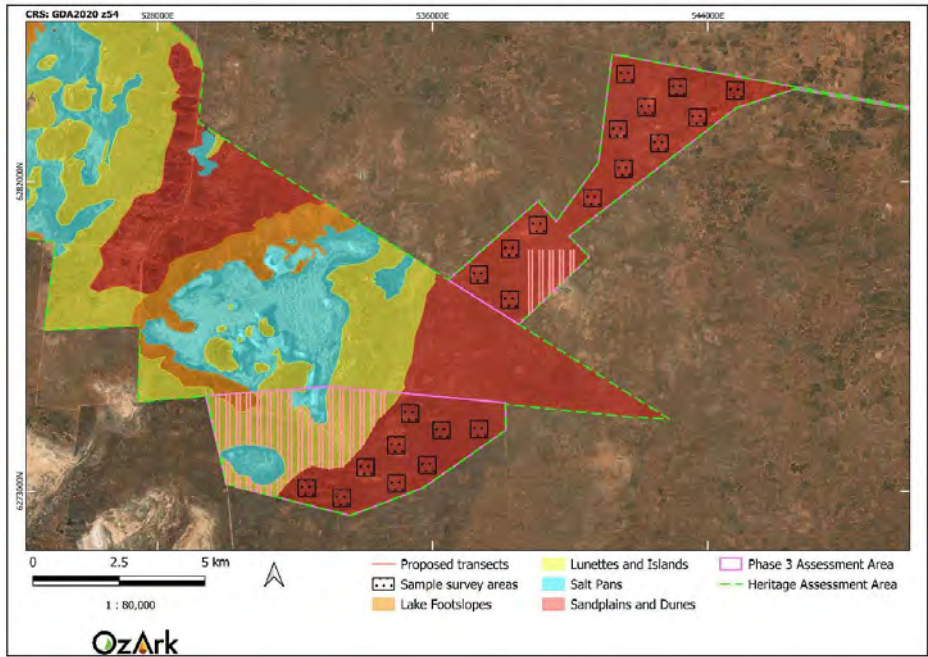 CRS: GDA2020 z54
528000E 536000E 544000E
6282000N
6273000N
0 2.5 5 km
1 : 80,000
Proposed transects
Sample survey areas
Lake Footslopes
Lunettes and Islands
Salt Pans
Sandplains and Dunes
Phase 3 Assessment Area
Heritage Assessment Area
OzArk